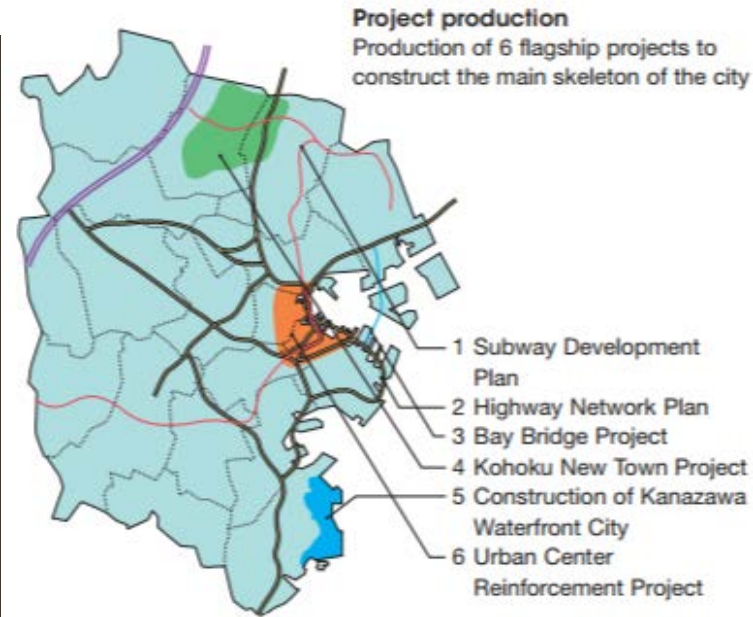 Project production
Production of 6 flagship projects to
construct the main skeleton of the city
1 Subway Development
Plan
2 Highway Network Plan
3 Bay Bridge Project
4 Kohoku New Town Project
5 Construction of Kanazawa
Waterfront City
6 Urban Center
Reinforcement Project